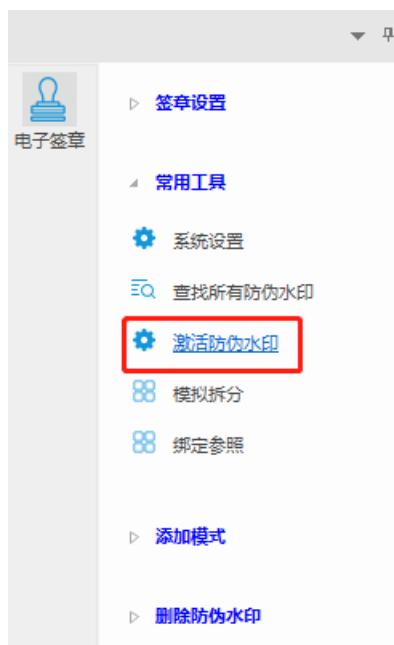 电子签章
签章设置
常用工具
系统设置
查找所有防伪水印
激活防伪水印
模拟拆分
绑定参照
添加模式
删除防伪水印